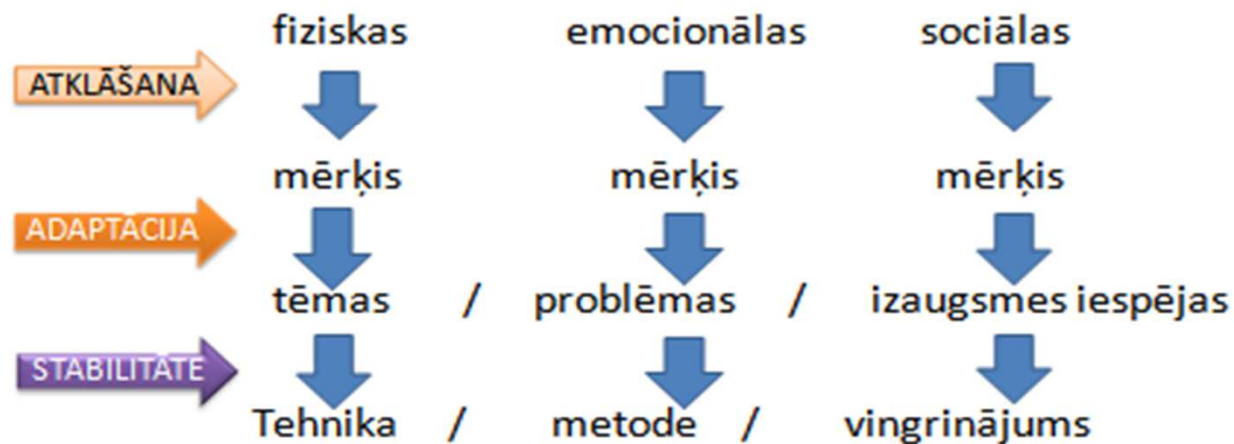 fiziskas emocionālas sociālas
ATKLĀŠANA
mērķis mērķis mērķis
ADAPTĀCIJA
tēmas / problēmas / izaugsmes iespējas
STABILITĀTE
Tehnika / metode / vingrinājums